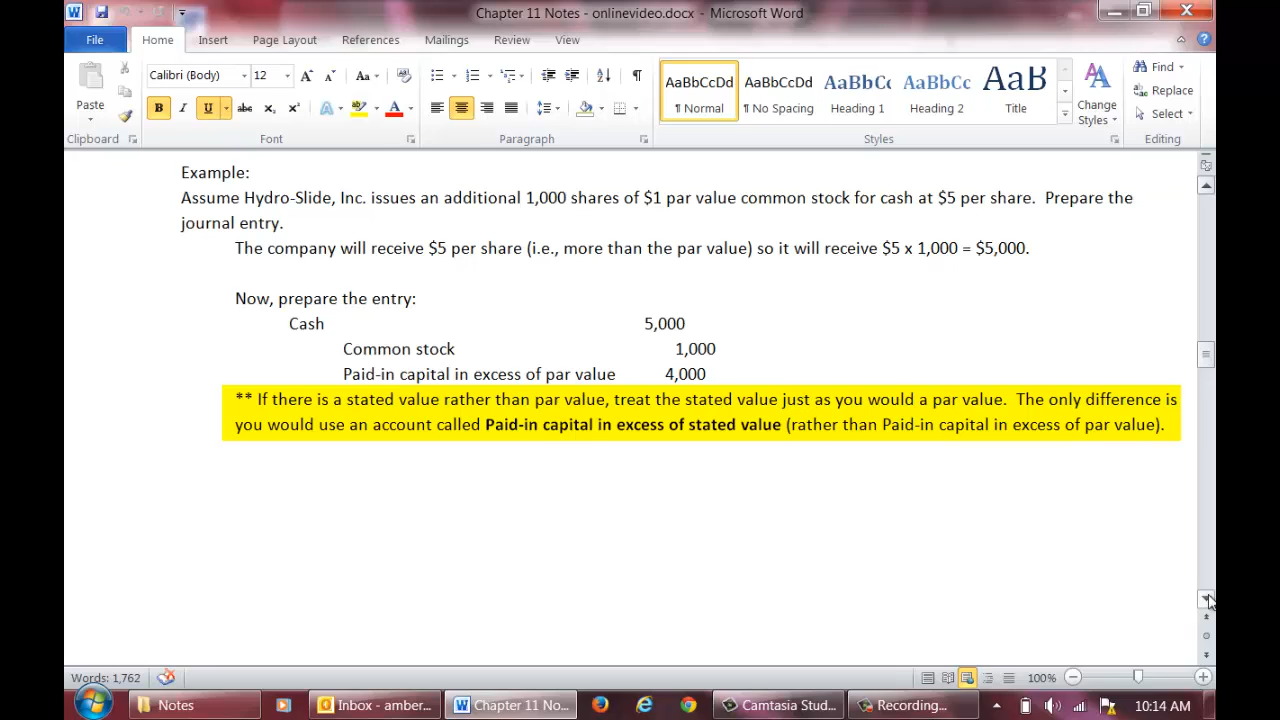 Chapter 11 Notes - onlinevideo.docx - Microsoft Word
File Home Insert Page Layout References Mailings Review View
Calibri (Body) 12 Aa
Paste
Clipboard Font Paragraph
AaBbCcDd AaBbCcDd AaBbCc AaBbCc AaB
¶ Normal ¶ No Spacing Heading 1 Heading 2 Title
Change Styles
Styles
Find
Replace
Select
Editing
Example:
Assume Hydro-Slide, Inc. issues an additional 1,000 shares of $1 par value common stock for cash at $5 per share. Prepare the
journal entry.
The company will receive $5 per share (i.e., more than the par value) so it will receive $5 x 1,000 = $5,000.
Now, prepare the entry:
Cash 5,000
Common stock 1,000
Paid-in capital in excess of par value 4,000
** If there is a stated value rather than par value, treat the stated value just as you would a par value. The only difference is
you would use an account called Paid-in capital in excess of stated value (rather than Paid-in capital in excess of par value).
Words: 1,762 100%
Notes Inbox - amber... Chapter 11 No... Camtasia Stud... Recording... 10:14 AM